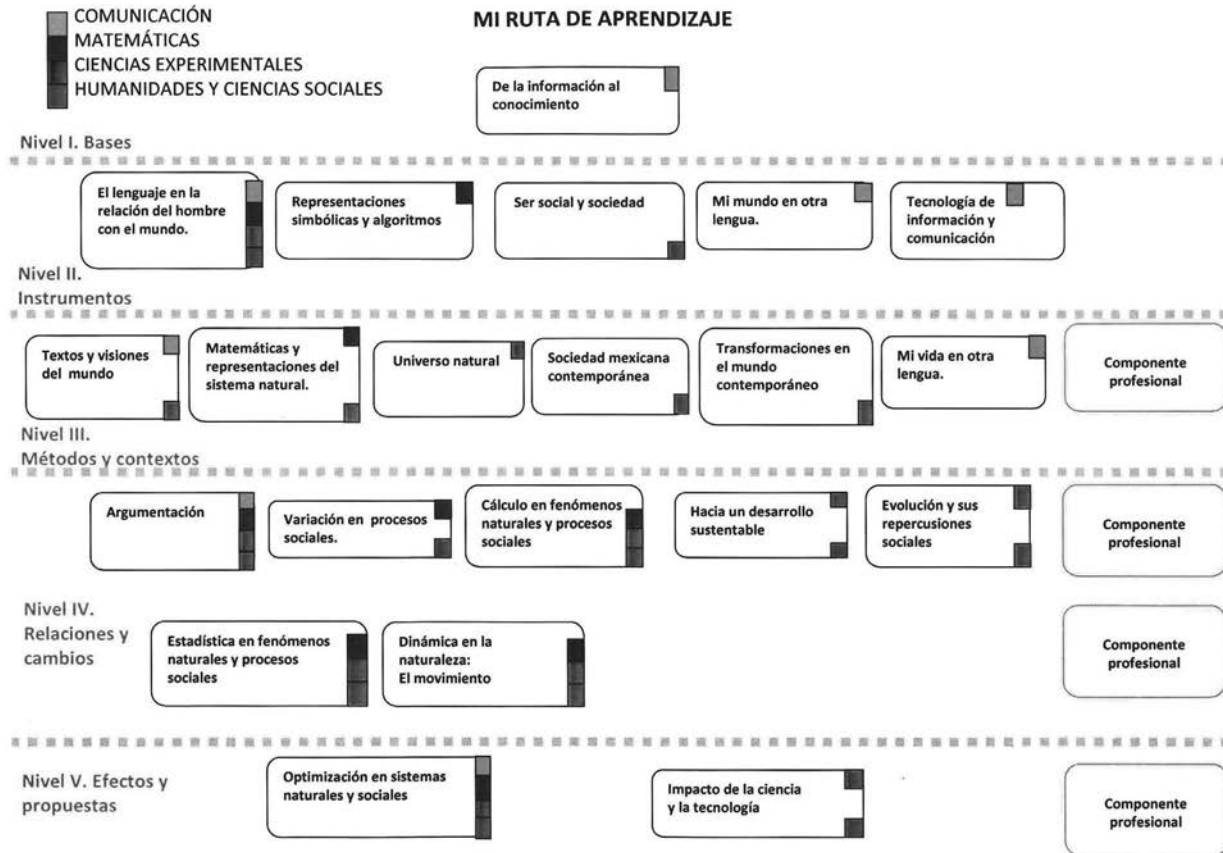 MI RUTA DE APRENDIZAJE
COMUNICACIÓN
MATEMÁTICAS
CIENCIAS EXPERIMENTALES
HUMANIDADES Y CIENCIAS SOCIALES
De la información al
conocimiento
Nivel I. Bases
El lenguaje en la
relación del hombre
con el mundo.
Representaciones
simbólicas y algoritmos
Ser social y sociedad
Mi mundo en otra
lengua.
Tecnología de
información y
comunicación
Nivel II.
Instrumentos
Textos y visiones
del mundo
Matemáticas y
representaciones del
sistema natural.
Universo natural
Sociedad mexicana
contemporánea
Transformaciones en
el mundo
contemporáneo
Mi vida en otra
lengua.
Componente
profesional
Nivel III.
Métodos y contextos
Argumentación
Variación en procesos
sociales.
Cálculo en fenómenos
naturales y procesos
sociales
Hacia un desarrollo
sustentable
Evolución y sus
repercusiones
sociales
Componente
profesional
Nivel IV.
Relaciones y
cambios
Estadística en fenómenos
naturales y procesos
sociales
Dinámica en la
naturaleza:
El movimiento
Componente
profesional
Nivel V. Efectos y
propuestas
Optimización en sistemas
naturales y sociales
Impacto de la ciencia
y la tecnología
Componente
profesional